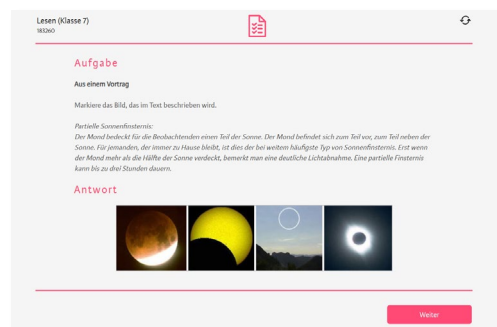 Lesen (Klasse 7)
183260
Aufgabe
Aus einem Vortrag
Markiere das Bild, das im Text beschrieben wird.
Partielle Sonnenfinsternis:
Der Mond bedeckt für die Beobachtenden einen Teil der Sonne. Der Mond befindet sich zum Teil vor, zum Teil neben der
Sonne. Für jemanden, der immer zu Hause bleibt, ist dies der bei weitem häufigste Typ von Sonnenfinsternis. Erst wenn
der Mond mehr als die Hälfte der Sonne verdeckt, bemerkt man eine deutliche Lichtabnahme. Eine partielle Finsternis
kann bis zu drei Stunden dauern.
Antwort
Weiter